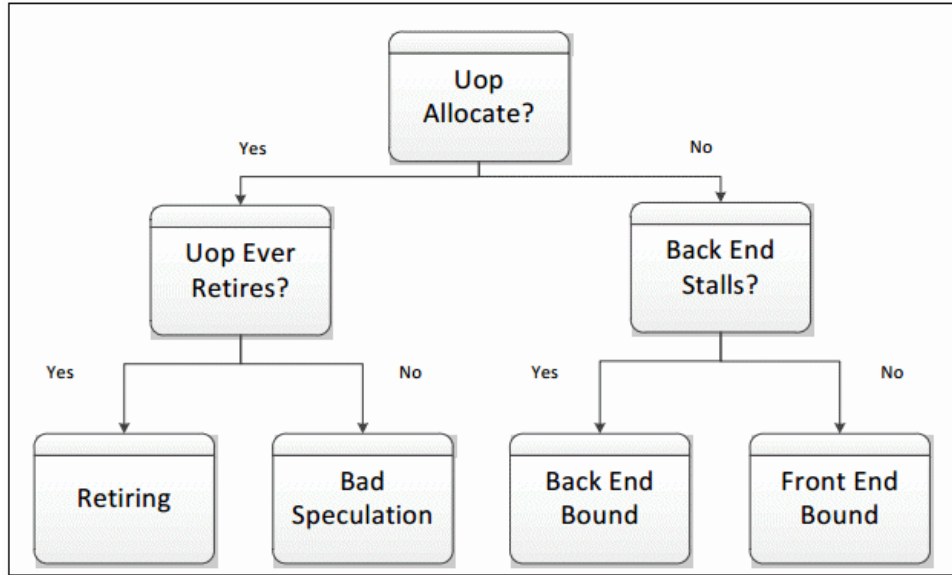 Uop
Allocate?
Yes
No
Uop Ever
Retires?
Back End
Stalls?
Yes
No
Yes
No
Retiring
Bad
Speculation
Back End
Bound
Front End
Bound